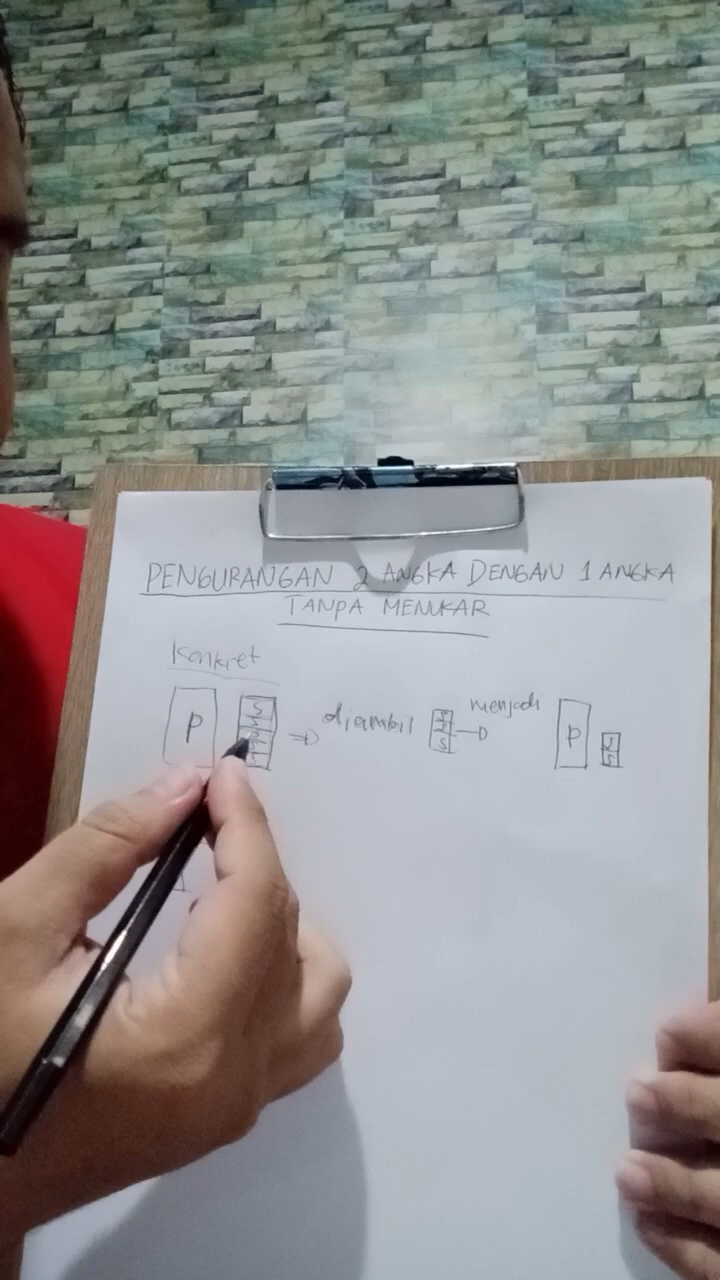 PENGURANGAN 2 ANGKA DENGAN 1 ANGKA
TANPA MENUKAR
Konkret
P S S S S S diambil S S S menjadi P S S